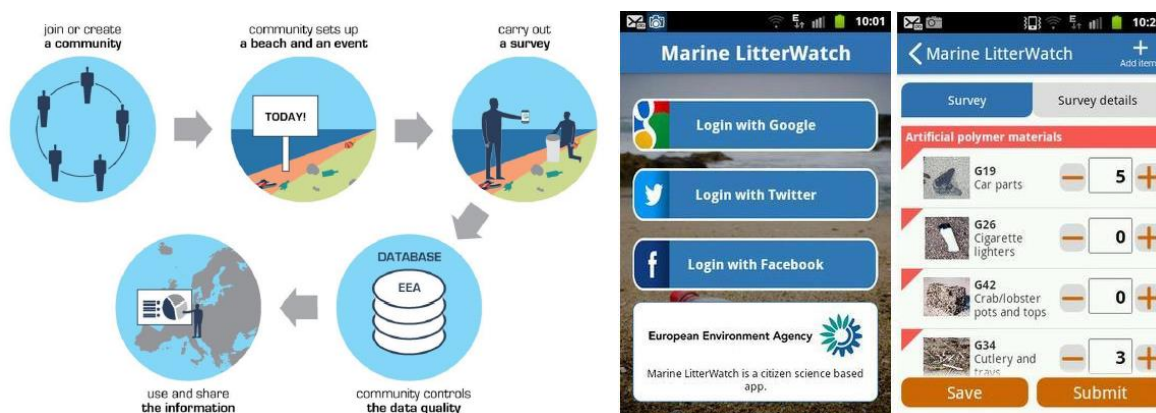 join or create
a community
community sets up
a beach and an event
carry out
a survey
TODAY!
DATABASE
EEA
use and share
the information
community controls
the data quality
10:01
Marine LitterWatch
Login with Google
Login with Twitter
Login with Facebook
European Environment Agency
Marine LitterWatch is a citizen science based
app.
10:2
Marine LitterWatch
Add item
Survey
Survey details
Artificial polymer materials
G19
Car parts
5
G26
Cigarette
lighters
0
G42
Crab/lobster
pots and tops
0
G34
Cutlery and
trays
3
Save
Submit